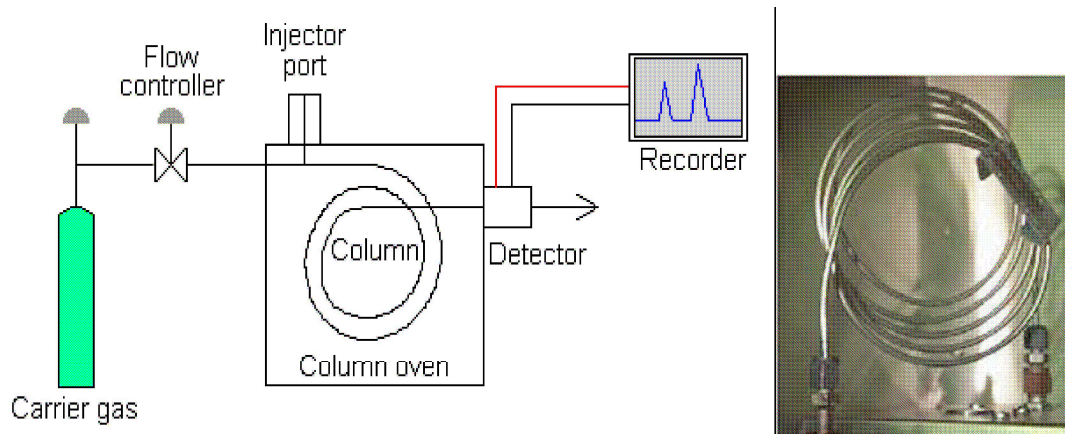 Injector
port
Flow
controller
Recorder
Column
Detector
Column oven
Carrier gas